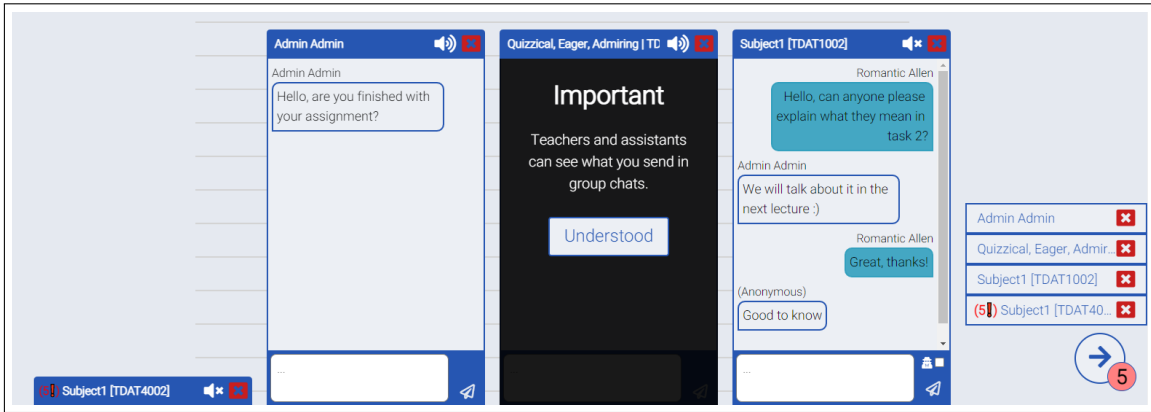 Admin Admin
Admin Admin
Hello, are you finished with
your assignment?
...
Quizzical, Eager, Admiring | TD
Important
Teachers and assistants
can see what you send in
group chats.
Understood
...
Subject1 [TDAT1002]
Romantic Allen
Hello, can anyone please
explain what they mean in
task 2?
Admin Admin
We will talk about it in the
next lecture :)
Romantic Allen
Great, thanks!
(Anonymous)
Good to know
...
(5!) Subject1 [TDAT4002]
Admin Admin
Quizzical, Eager, Admir...
Subject1 [TDAT1002]
(5!) Subject1 [TDAT40...
5